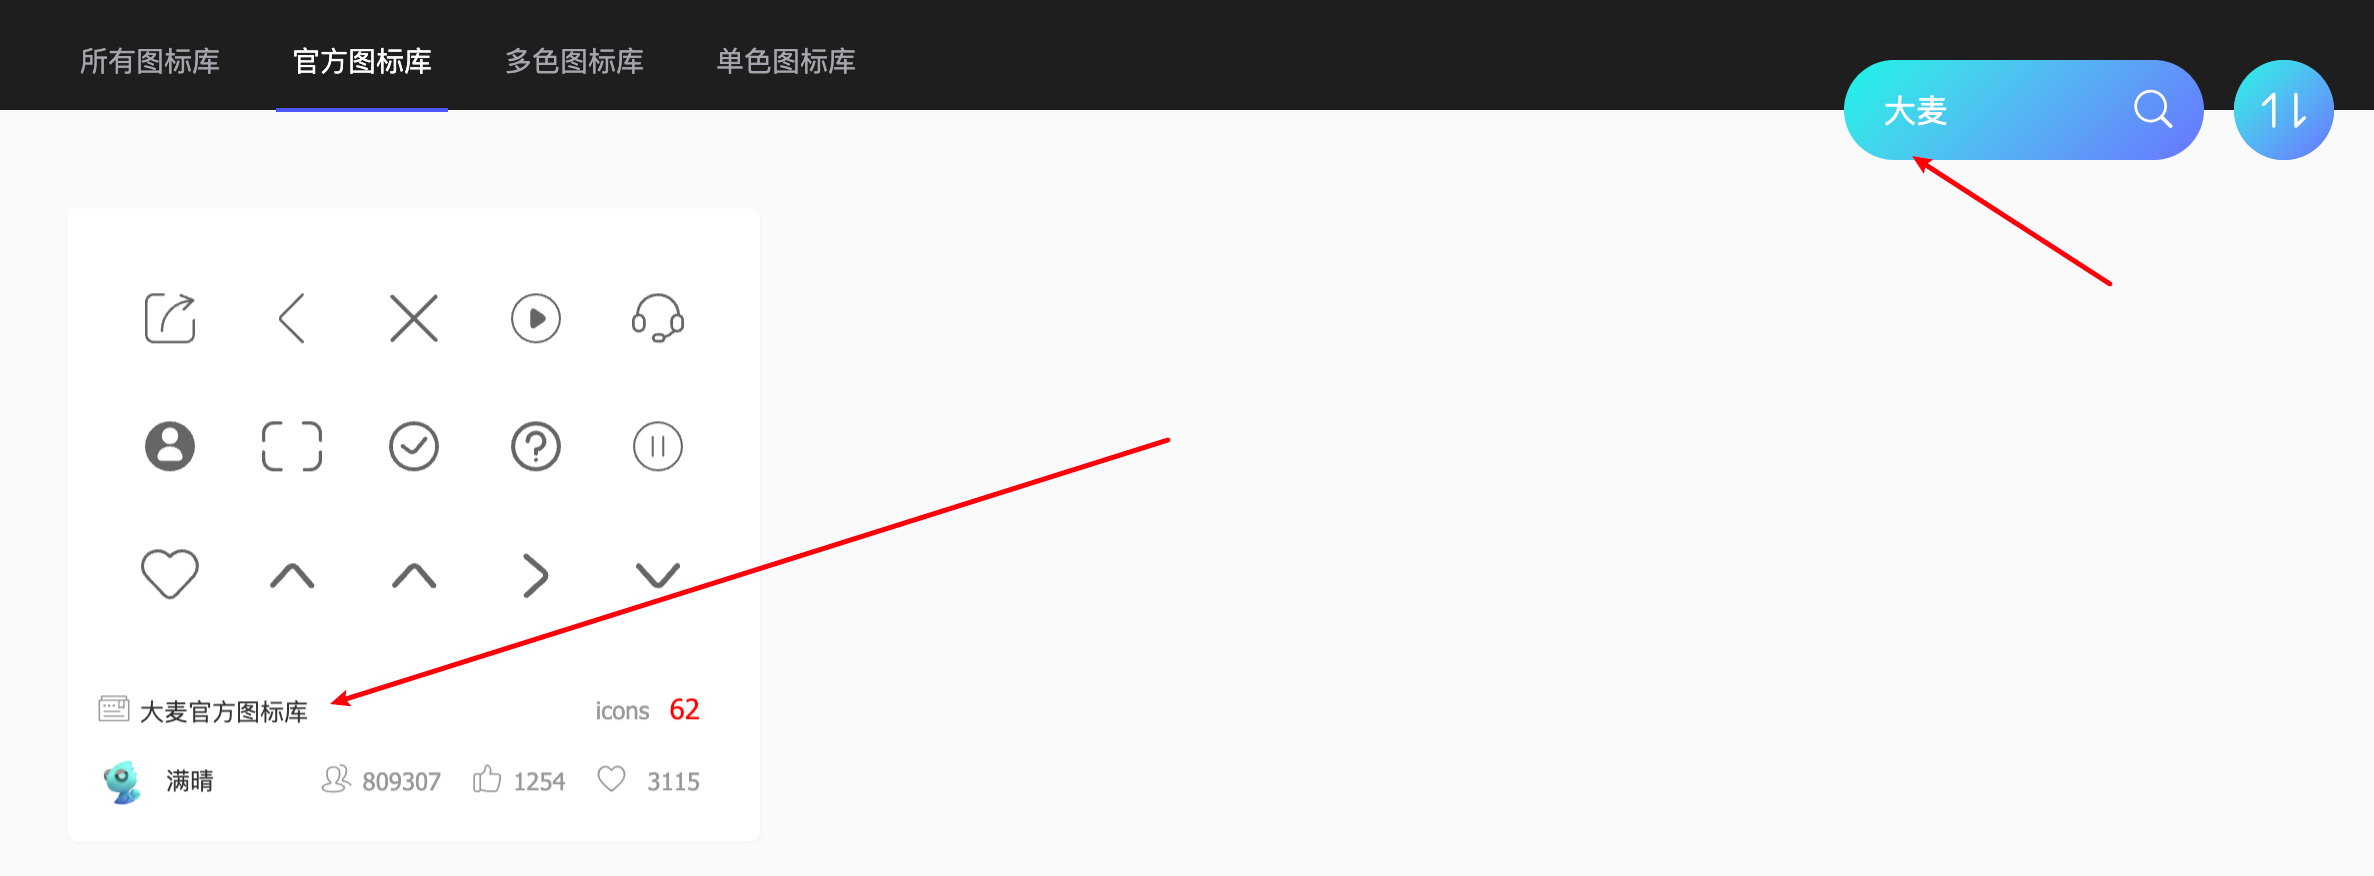 所有图标库 官方图标库 多色图标库 单色图标库
大麦
大麦官方图标库 icons 62
满晴 809307 1254 3115